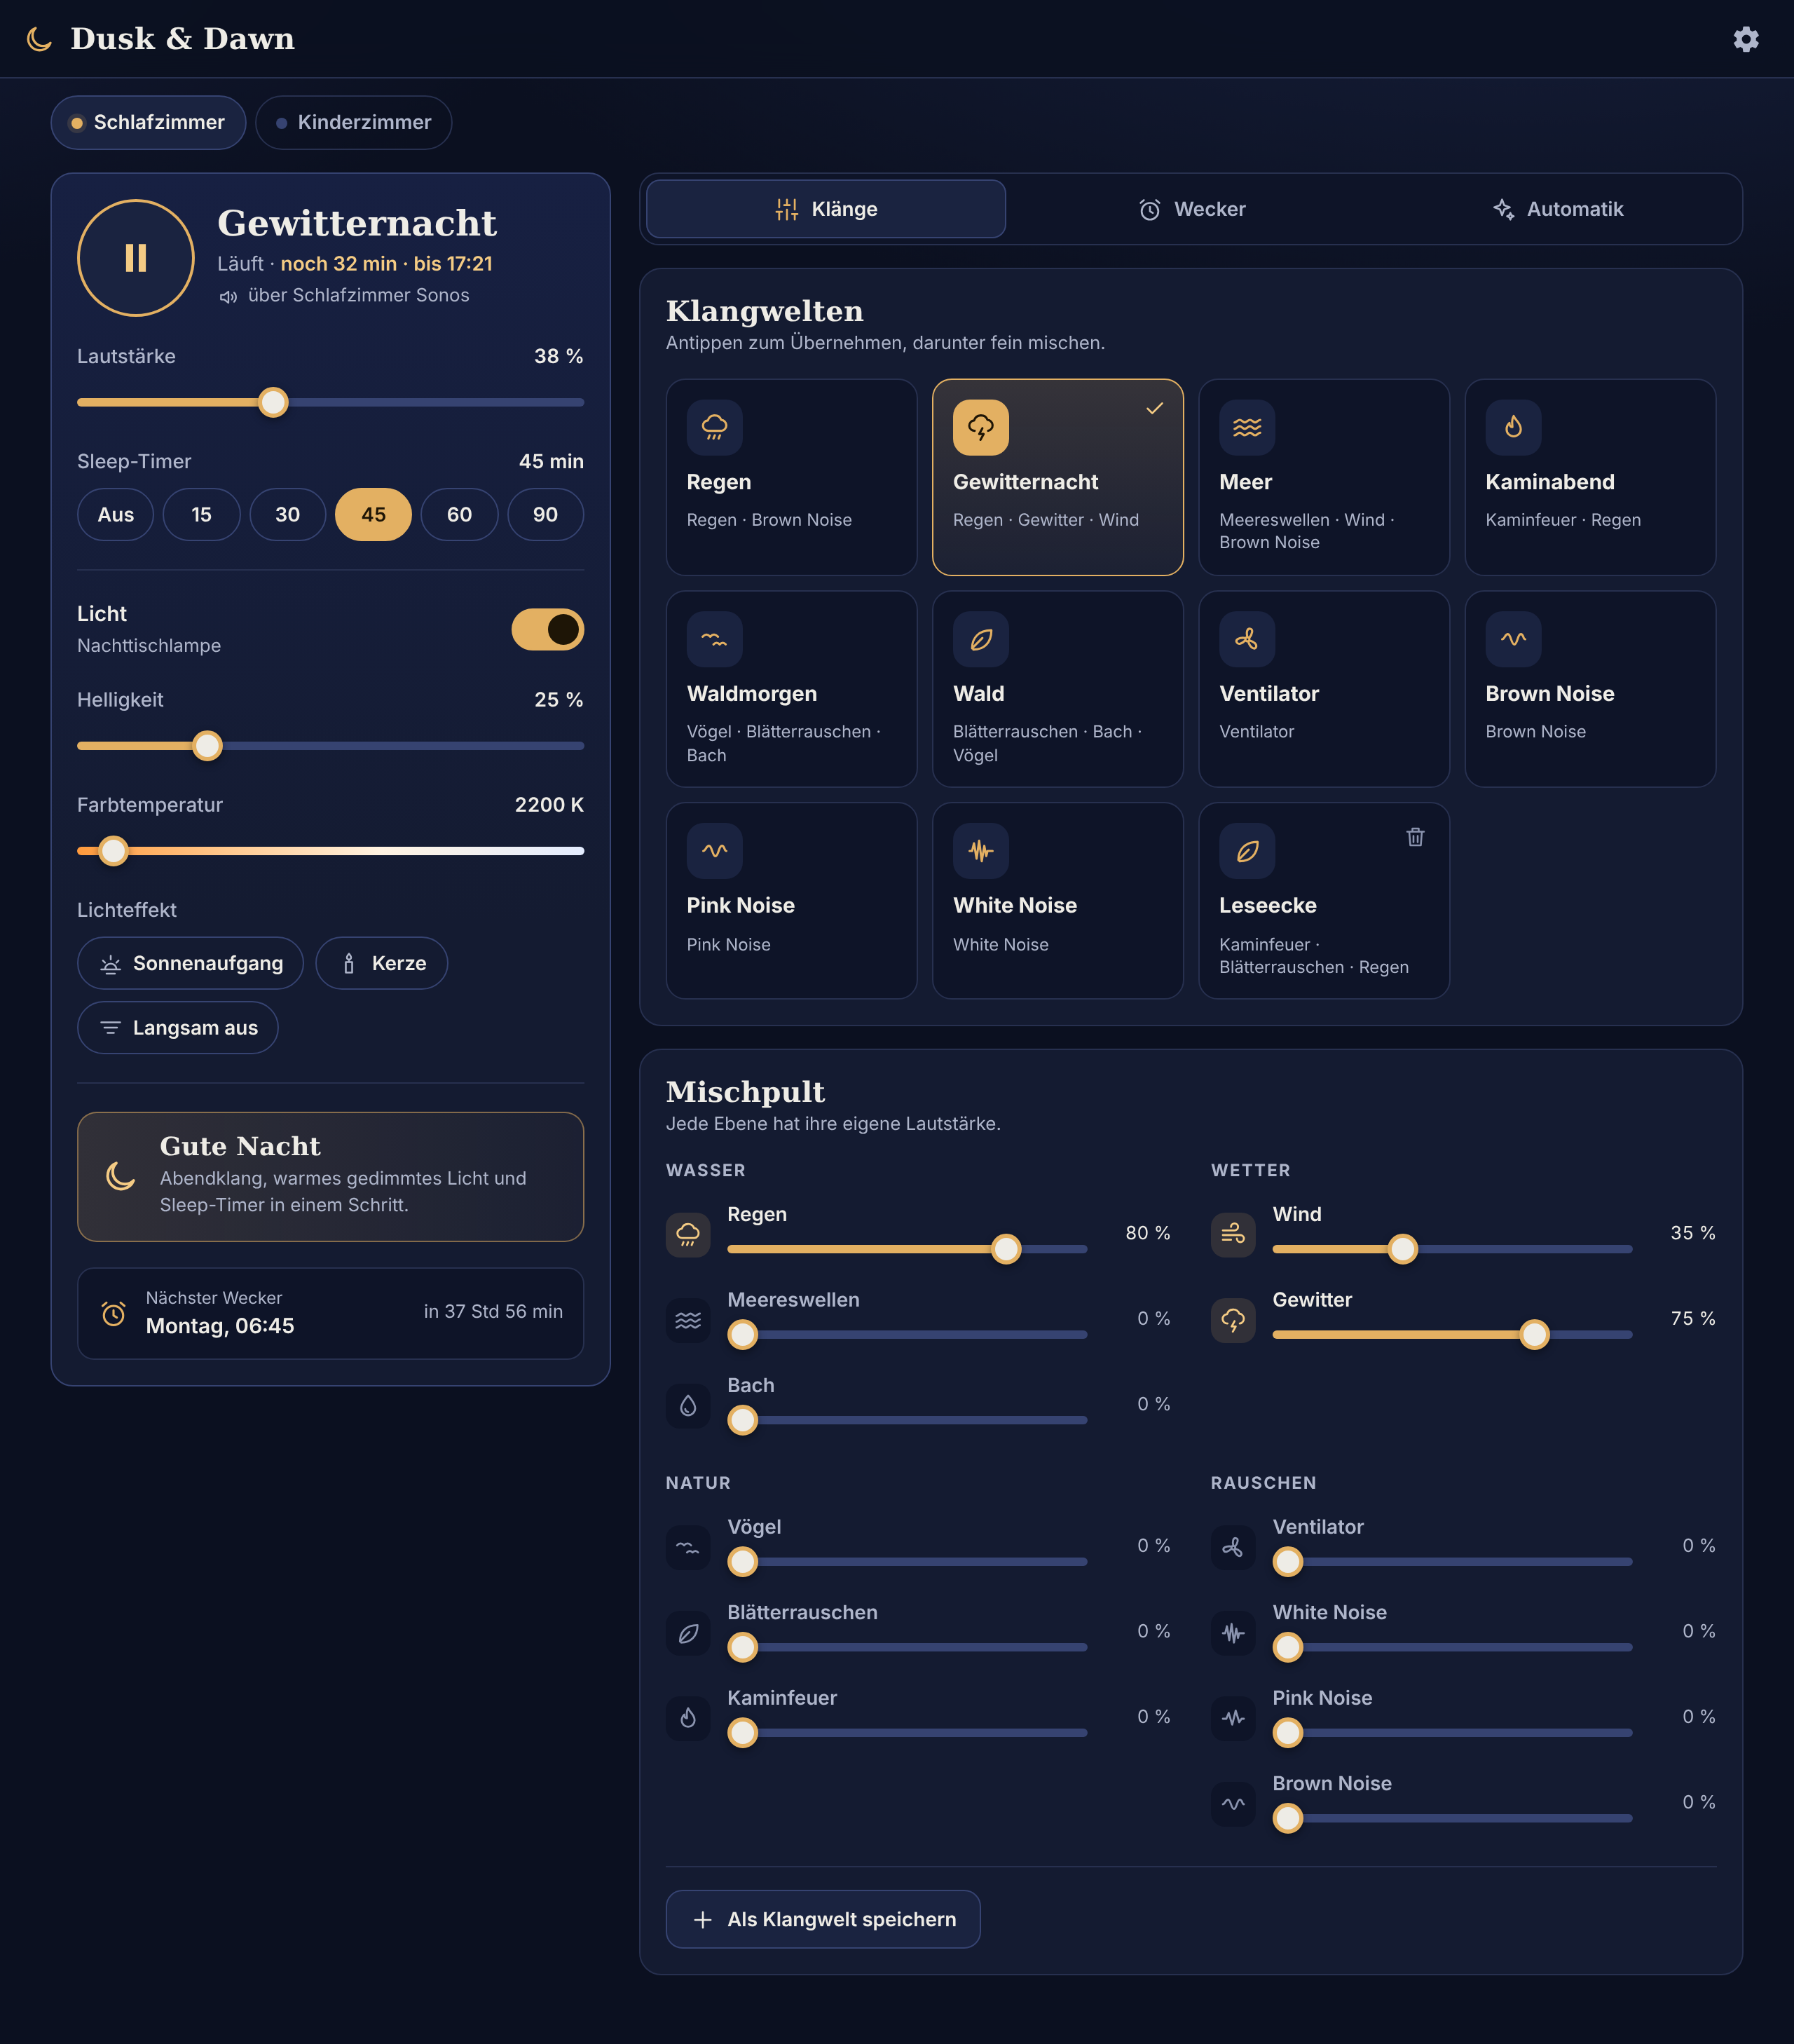 Dusk & Dawn
Schlafzimmer
Kinderzimmer
Gewitternacht
Läuft · noch 32 min · bis 17:21
über Schlafzimmer Sonos
Lautstärke
38 %
Sleep-Timer
45 min
Aus
15
30
45
60
90
Licht
Nachttischlampe
Helligkeit
25 %
Farbtemperatur
2200 K
Lichteffekt
Sonnenaufgang
Kerze
Langsam aus
Gute Nacht
Abendklang, warmes gedimmtes Licht und
Sleep-Timer in einem Schritt.
Nächster Wecker
Montag, 06:45
in 37 Std 56 min
Klänge
Wecker
Automatik
Klangwelten
Antippen zum Übernehmen, darunter fein mischen.
Regen
Regen · Brown Noise
Gewitternacht
Regen · Gewitter · Wind
Meer
Meereswellen · Wind ·
Brown Noise
Kaminabend
Kaminfeuer · Regen
Waldmorgen
Vögel · Blätterrauschen ·
Bach
Wald
Blätterrauschen · Bach ·
Vögel
Ventilator
Ventilator
Brown Noise
Brown Noise
Pink Noise
Pink Noise
White Noise
White Noise
Leseecke
Kaminfeuer ·
Blätterrauschen · Regen
Mischpult
Jede Ebene hat ihre eigene Lautstärke.
WASSER
Regen
80 %
Meereswellen
0 %
Bach
0 %
WETTER
Wind
35 %
Gewitter
75 %
NATUR
Vögel
0 %
Blätterrauschen
0 %
Kaminfeuer
0 %
RAUSCHEN
Ventilator
0 %
White Noise
0 %
Pink Noise
0 %
Brown Noise
0 %
Als Klangwelt speichern